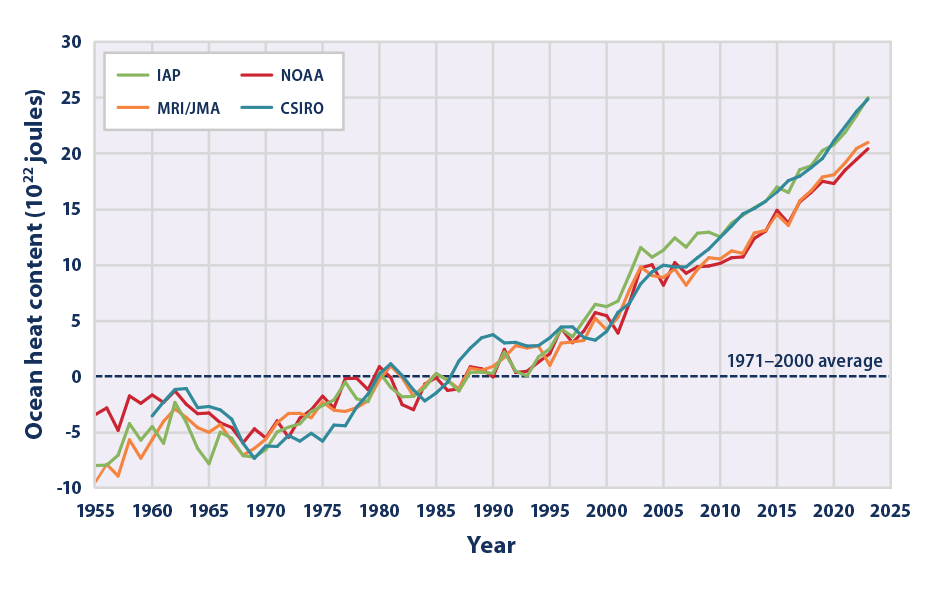 Ocean heat content (10²² joules)
30
25
20
15
10
5
0
-5
-10
IAP
NOAA
MRI/JMA
CSIRO
1971–2000 average
1955 1960 1965 1970 1975 1980 1985 1990 1995 2000 2005 2010 2015 2020 2025
Year